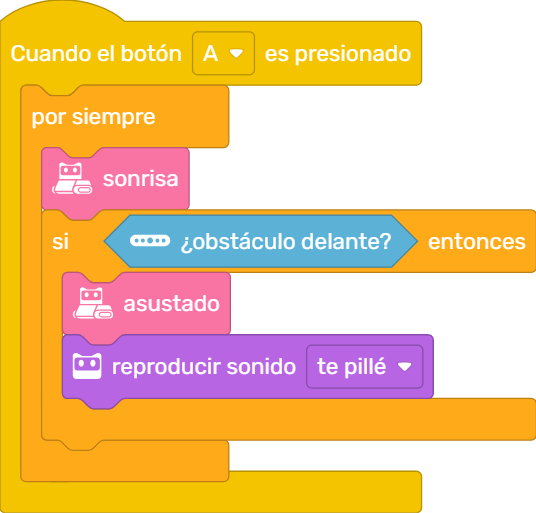 Cuando el botón A es presionado
por siempre
sonrisa
si ¿obstáculo delante? entonces
asustado
reproducir sonido te pillé